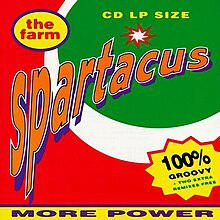 CD LP SIZE
the
farm
spartacus
100%
GROOVY
+ TWO EXTRA
REMIXES FREE
MORE POWER